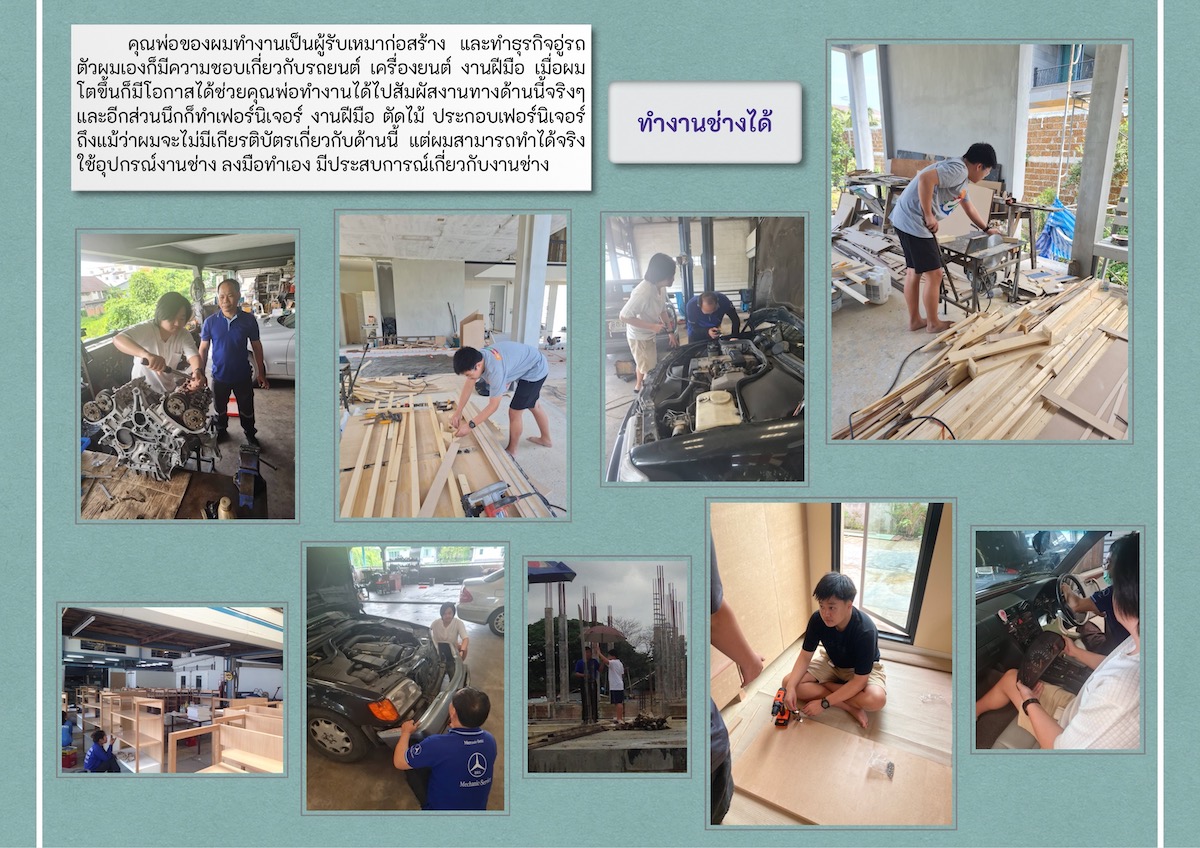 คุณพ่อของผมทำงานเป็นผู้รับเหมาก่อสร้าง และทำธุรกิจอู่รถ
ตัวผมเองก็มีความชอบเกี่ยวกับรถยนต์ เครื่องยนต์ งานฝีมือ เมื่อผม
โตขึ้นก็มีโอกาสได้ช่วยคุณพ่อทำงานได้ไปสัมผัสงานทางด้านนี้จริงๆ
และอีกส่วนนึกก็ทำเฟอร์นิเจอร์ งานฝีมือ ตัดไม้ ประกอบเฟอร์นิเจอร์
ถึงแม้ว่าผมจะไม่มีเกียรติบัตรเกี่ยวกับด้านนี้ แต่ผมสามารถทำได้จริง
ใช้อุปกรณ์งานช่าง ลงมือทำเอง มีประสบการณ์เกี่ยวกับงานช่าง
ทำงานช่างได้
Mechanic Service